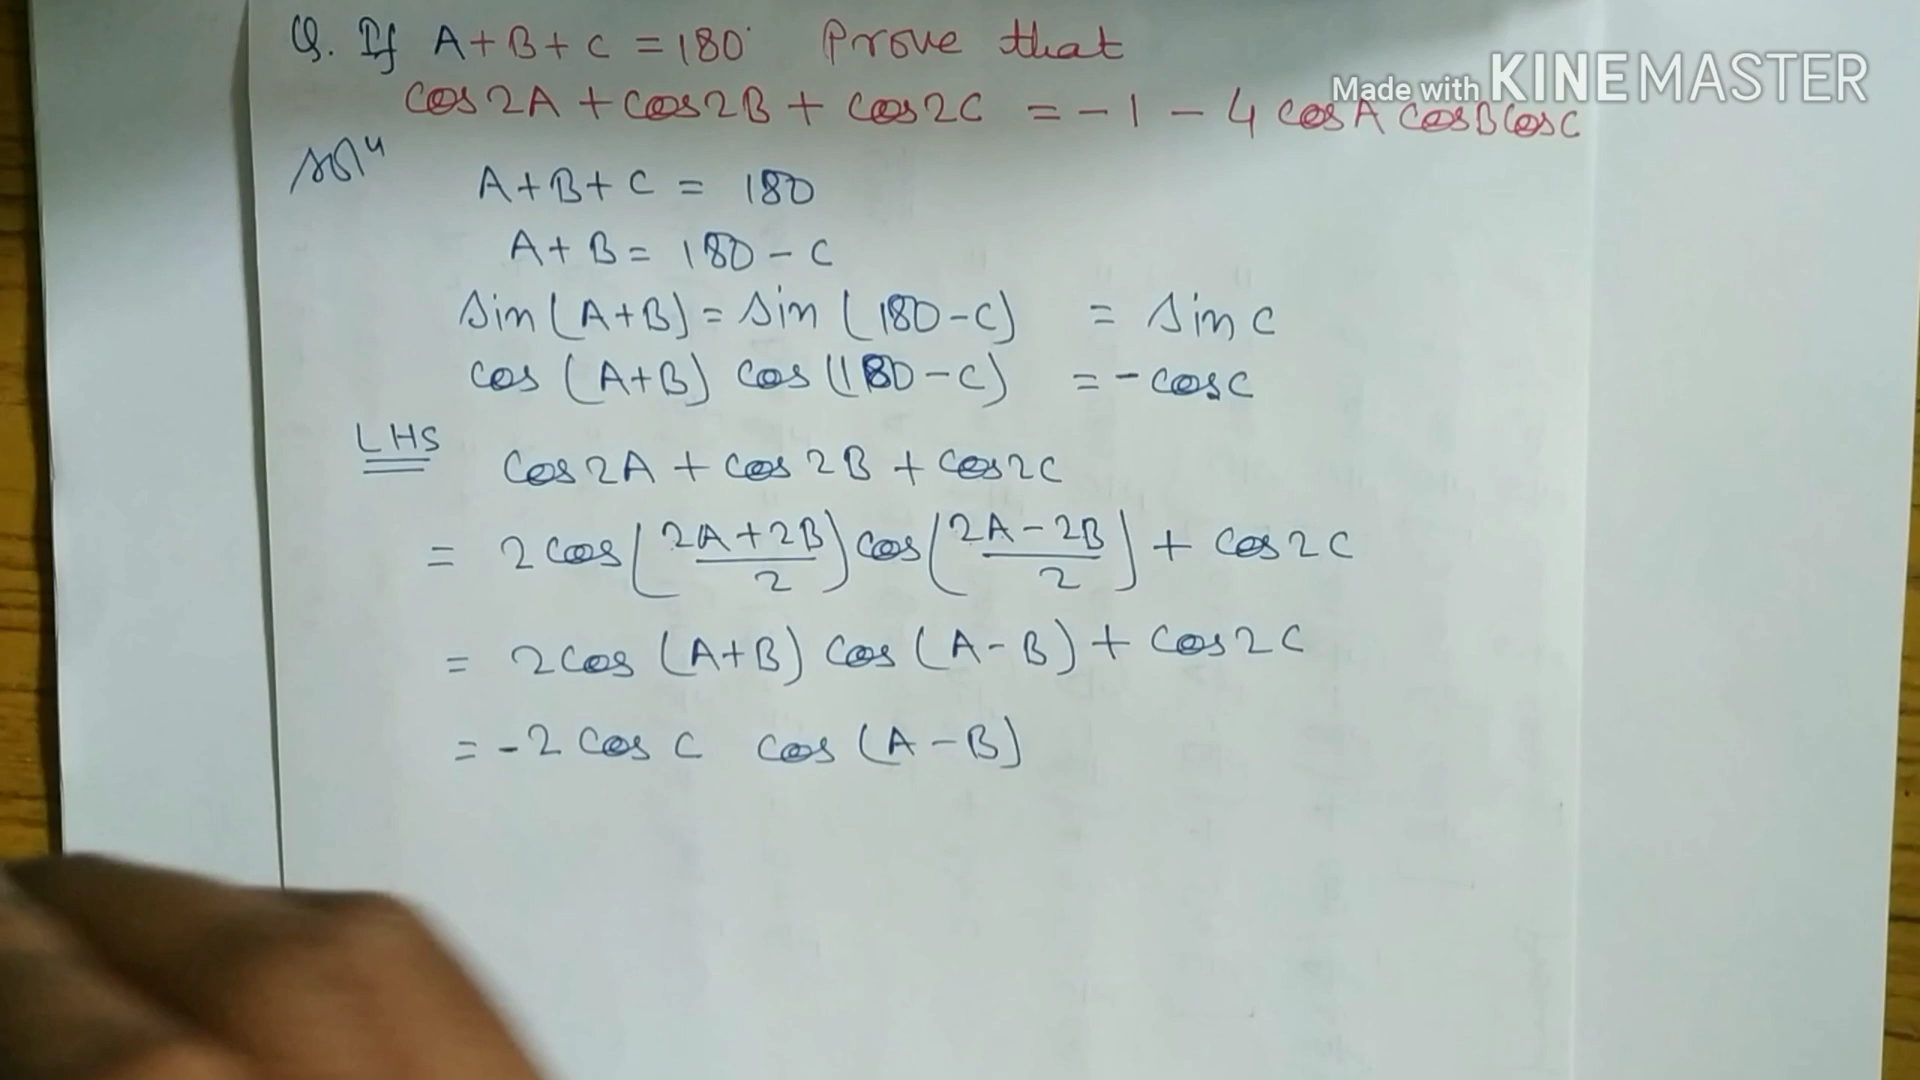 Q. If A+B+C = 180° Prove that
Made with KINEMASTER
cos2A + cos2B + cos2C = -1 - 4 cosA cosB cosC
Solⁿ
A+B+C = 180
A+B = 180-C
Sin(A+B) = Sin (180-C) = Sin C
cos (A+B) cos (180-C) = -cosC
LHS cos2A + cos2B + cos2C
= 2cos(2A+2B/2) cos(2A-2B/2) + cos2C
= 2cos (A+B) cos (A-B) + cos2C
= -2 cos C cos (A-B)